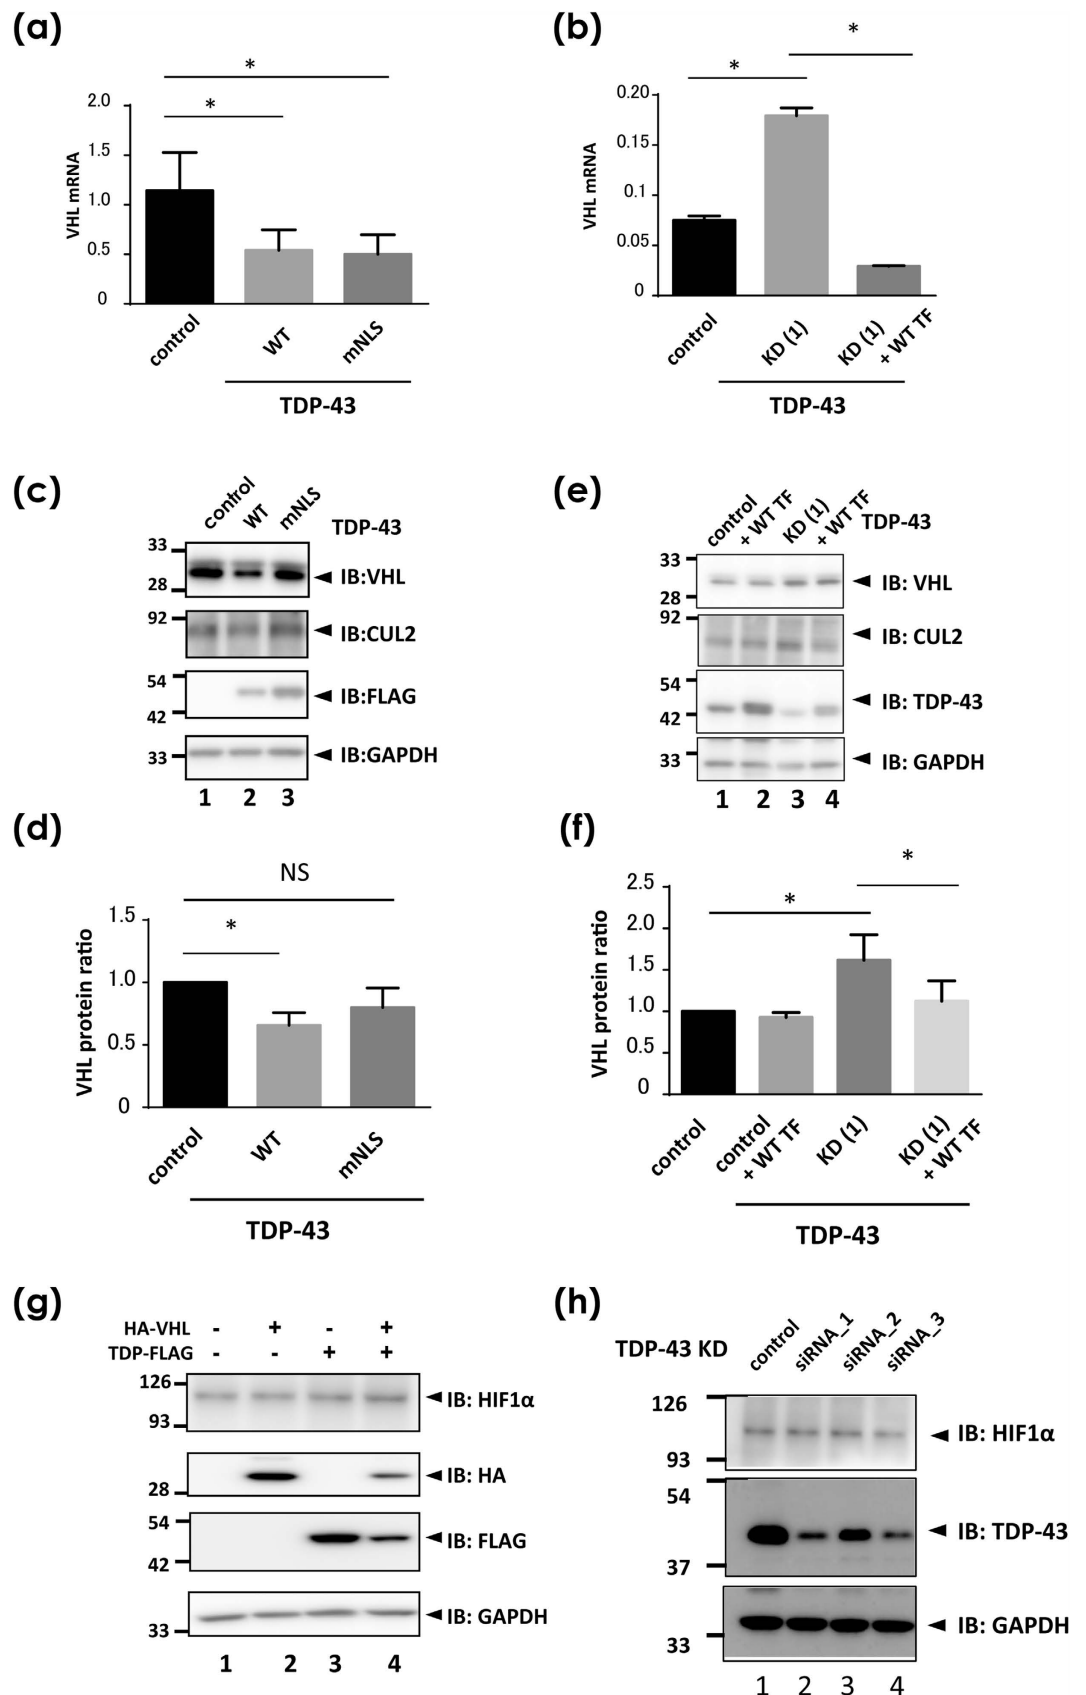 (a)
*
*
2.0
1.5
1.0
0.5
0
VHL mRNA
control
WT
mNLS
TDP-43
(b)
*
*
0.20
0.15
0.1
0.05
0
VHL mRNA
control
KD (1)
KD (1)
+ WT TF
TDP-43
(c)
control
WT
mNLS
TDP-43
33
28
IB:VHL
92
IB:CUL2
54
42
IB:FLAG
33
IB:GAPDH
1 2 3
(e)
control
+ WT TF
KD (1)
+ WT TF
TDP-43
33
28
IB: VHL
92
IB: CUL2
54
42
IB: TDP-43
33
IB: GAPDH
1 2 3 4
(d)
NS
*
1.5
1.0
0.5
0
VHL protein ratio
control
WT
mNLS
TDP-43
(f)
*
*
2.5
2.0
1.5
1.0
0.5
0
VHL protein ratio
control
control
+ WT TF
KD (1)
KD (1)
+ WT TF
TDP-43
(g)
HA-VHL - + - +
TDP-FLAG - - + +
126
93
IB: HIF1α
28
IB: HA
54
42
IB: FLAG
33
IB: GAPDH
1 2 3 4
(h)
TDP-43 KD
control
siRNA_1
siRNA_2
siRNA_3
126
93
IB: HIF1α
54
37
IB: TDP-43
33
IB: GAPDH
1 2 3 4